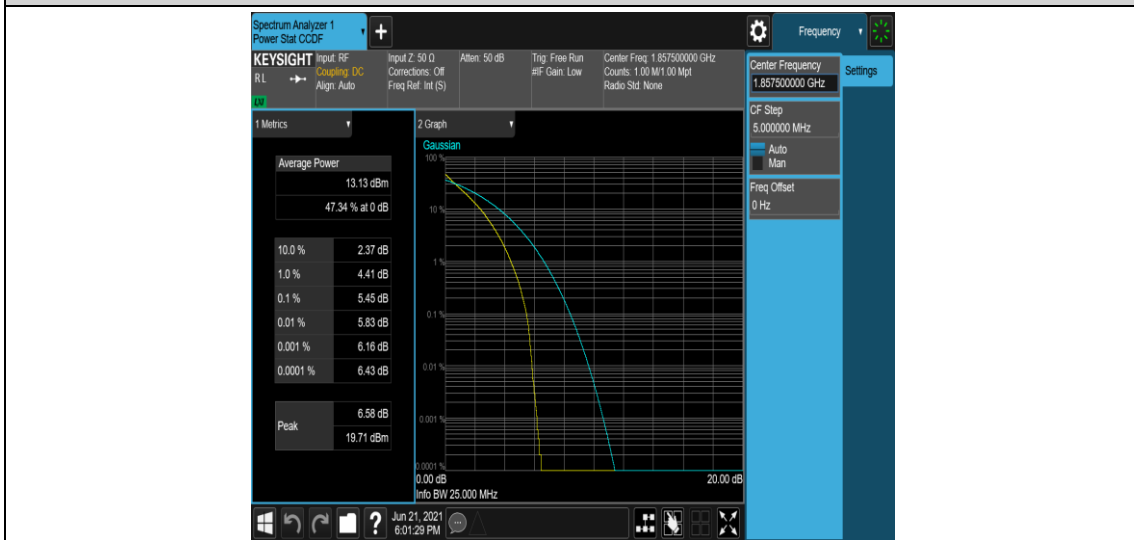 Spectrum Analyzer 1
Power Stat CCDF
Frequency
KEYSIGHT
RL
Input: RF
Coupling: DC
Align: Auto
Input Z: 50 Ω
Corrections: Off
Freq Ref: Int (S)
Atten: 50 dB
Trig: Free Run
#IF Gain: Low
Center Freq: 1.857500000 GHz
Counts: 1.00 M/1.00 Mpt
Radio Std: None
Center Frequency
1.857500000 GHz
Settings
CF Step
5.000000 MHz
Auto
Man
Freq Offset
0 Hz
1 Metrics
Average Power
13.13 dBm
47.34 % at 0 dB
10.0 % 2.37 dB
1.0 % 4.41 dB
0.1 % 5.45 dB
0.01 % 5.83 dB
0.001 % 6.16 dB
0.0001 % 6.43 dB
Peak
6.58 dB
19.71 dBm
2 Graph
Gaussian
100 %
10 %
1 %
0.1 %
0.01 %
0.001 %
0.0001 %
0.00 dB 20.00 dB
Info BW 25.000 MHz
?
Jun 21, 2021
6:01:29 PM